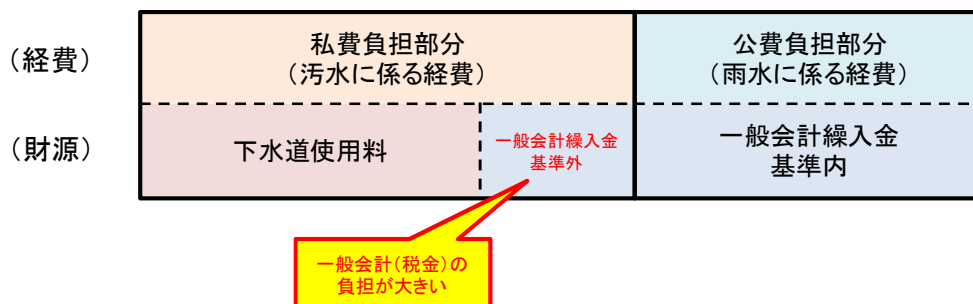 （経費）
私費負担部分
（汚水に係る経費）
公費負担部分
（雨水に係る経費）
（財源）
下水道使用料
一般会計繰入金
基準外
一般会計繰入金
基準内
一般会計（税金）の
負担が大きい